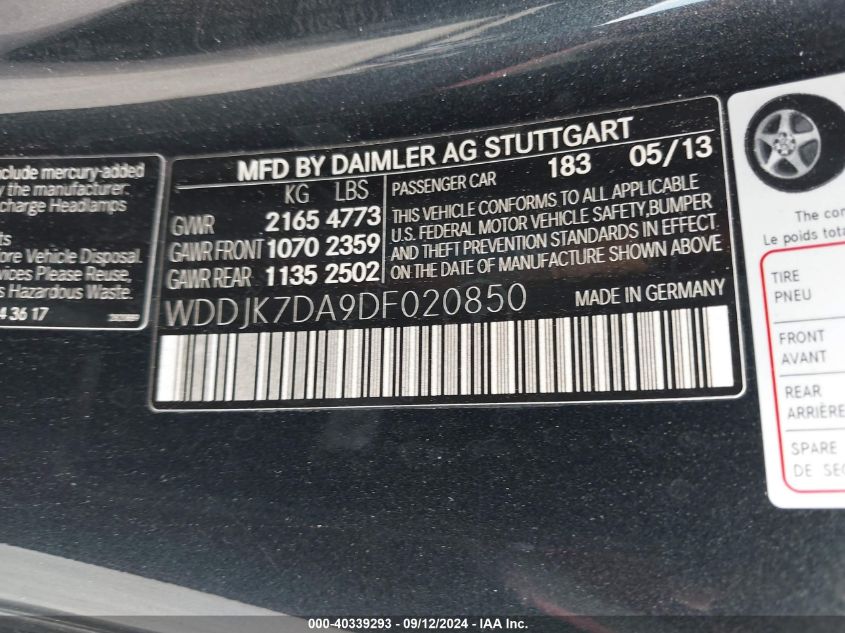 include mercury-added
y the manufacturer:
charge Headlamps
ts
ore Vehicle Disposal.
vices Please Reuse,
s Hazardous Waste.
4 36 17
MFD BY DAIMLER AG STUTTGART
KG LBS
GVWR 2165 4773
GAWR FRONT 1070 2359
GAWR REAR 1135 2502
PASSENGER CAR 183 05/13
THIS VEHICLE CONFORMS TO ALL APPLICABLE
U.S. FEDERAL MOTOR VEHICLE SAFETY, BUMPER
AND THEFT PREVENTION STANDARDS IN EFFECT
ON THE DATE OF MANUFACTURE SHOWN ABOVE
WDDJK7DA9DF020850 MADE IN GERMANY
The com
Le poids tota
TIRE
PNEU
FRONT
AVANT
REAR
ARRIÈRE
SPARE
DE SEC
000-40339293 - 09/12/2024 - IAA Inc.